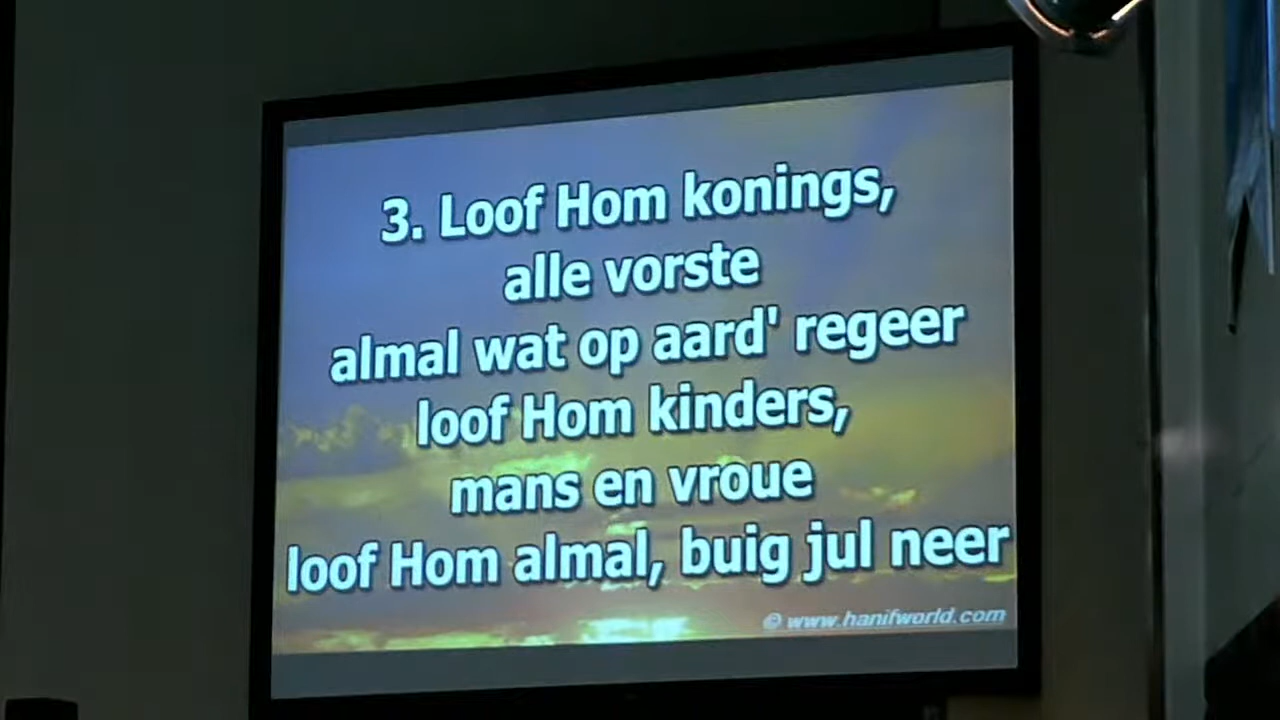 3. Loof Hom konings,
alle vorste
almal wat op aard' regeer
loof Hom kinders,
mans en vroue
loof Hom almal, buig jul neer
© www.hanifworld.com